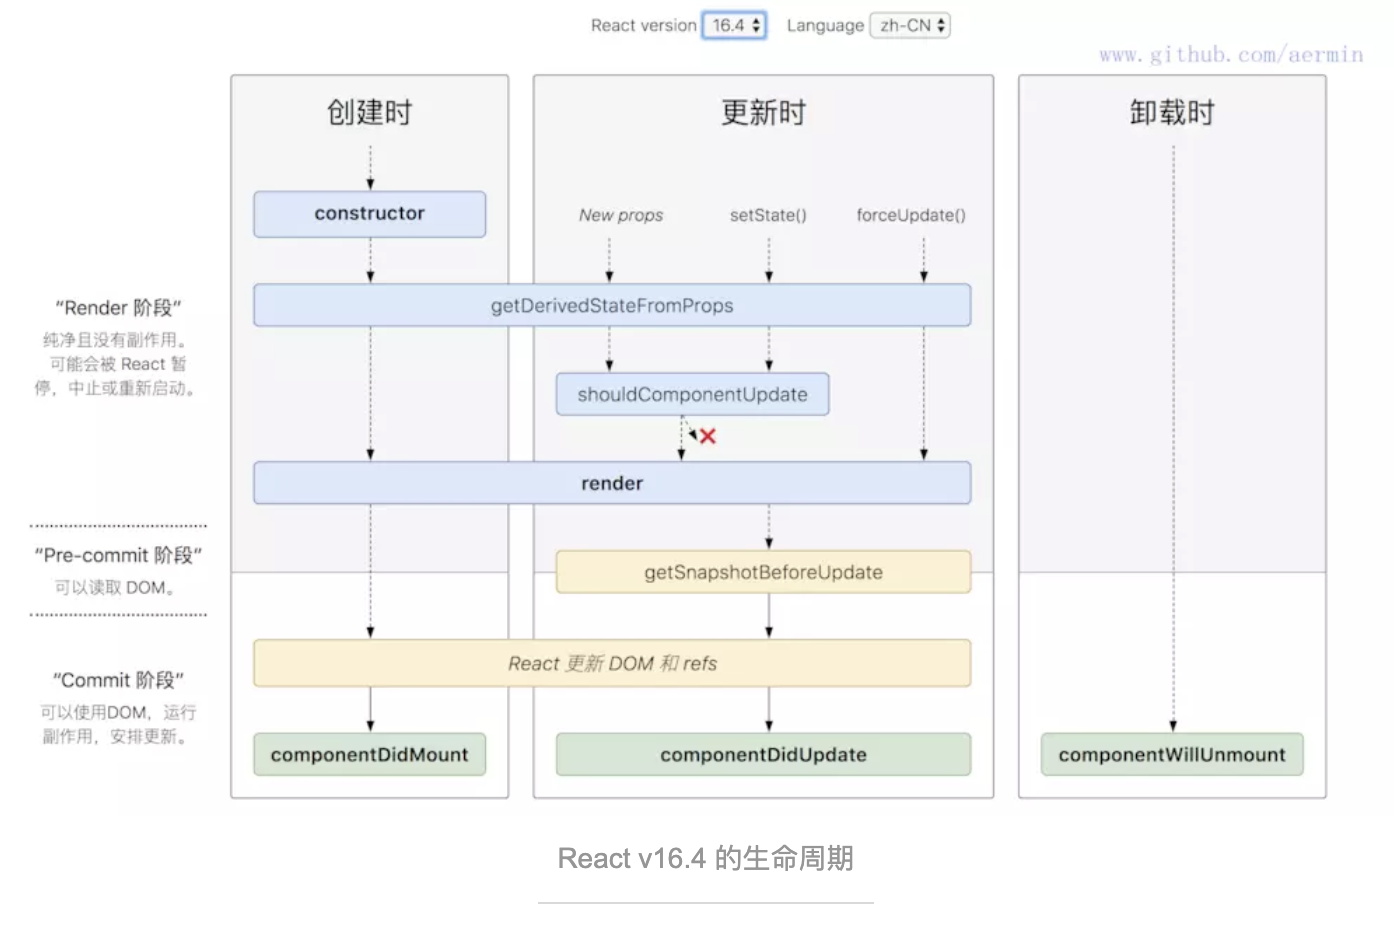 React version 16.4 Language zh-CN
www.github.com/aermin
创建时
更新时
卸载时
constructor
New props
setState()
forceUpdate()
“Render 阶段”
纯净且没有副作用。
可能会被 React 暂
停，中止或重新启动。
getDerivedStateFromProps
shouldComponentUpdate
render
“Pre-commit 阶段”
可以读取 DOM。
getSnapshotBeforeUpdate
“Commit 阶段”
可以使用DOM，运行
副作用，安排更新。
React 更新 DOM 和 refs
componentDidMount
componentDidUpdate
componentWillUnmount
React v16.4 的生命周期